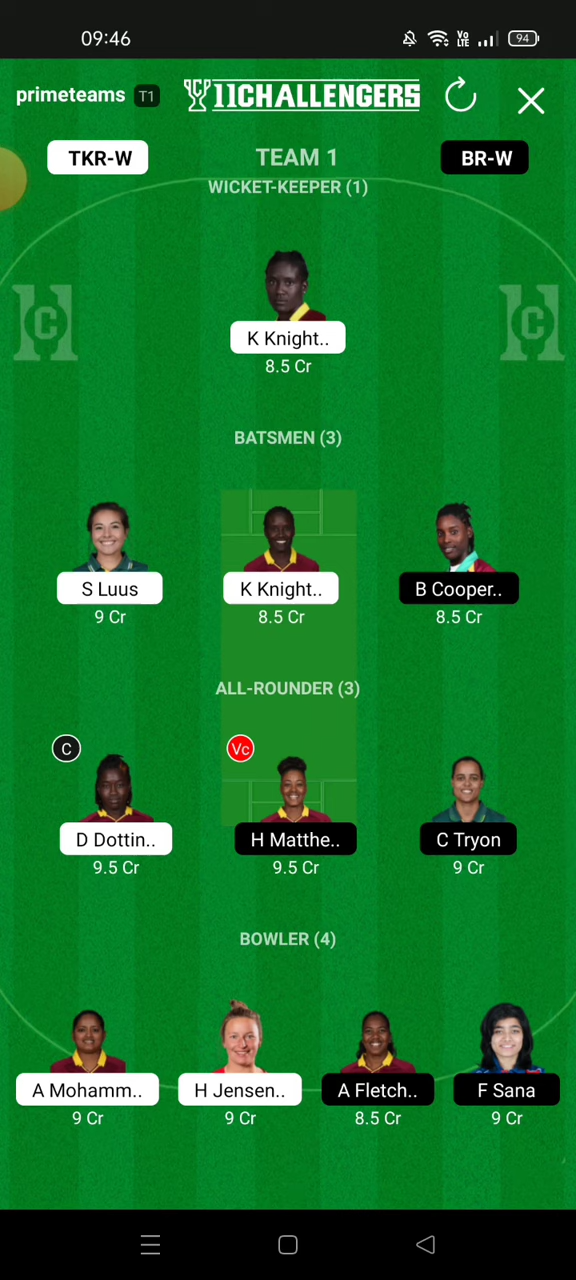 09:46
Vo LTE
94
primeteams T1 11CHALLENGERS
TKR-W TEAM 1 BR-W
WICKET-KEEPER (1)
K Knight..
8.5 Cr
BATSMEN (3)
S Luus K Knight.. B Cooper..
9 Cr 8.5 Cr 8.5 Cr
ALL-ROUNDER (3)
C Vc
D Dottin.. H Matthe.. C Tryon
9.5 Cr 9.5 Cr 9 Cr
BOWLER (4)
A Mohamm.. H Jensen.. A Fletch.. F Sana
9 Cr 9 Cr 8.5 Cr 9 Cr